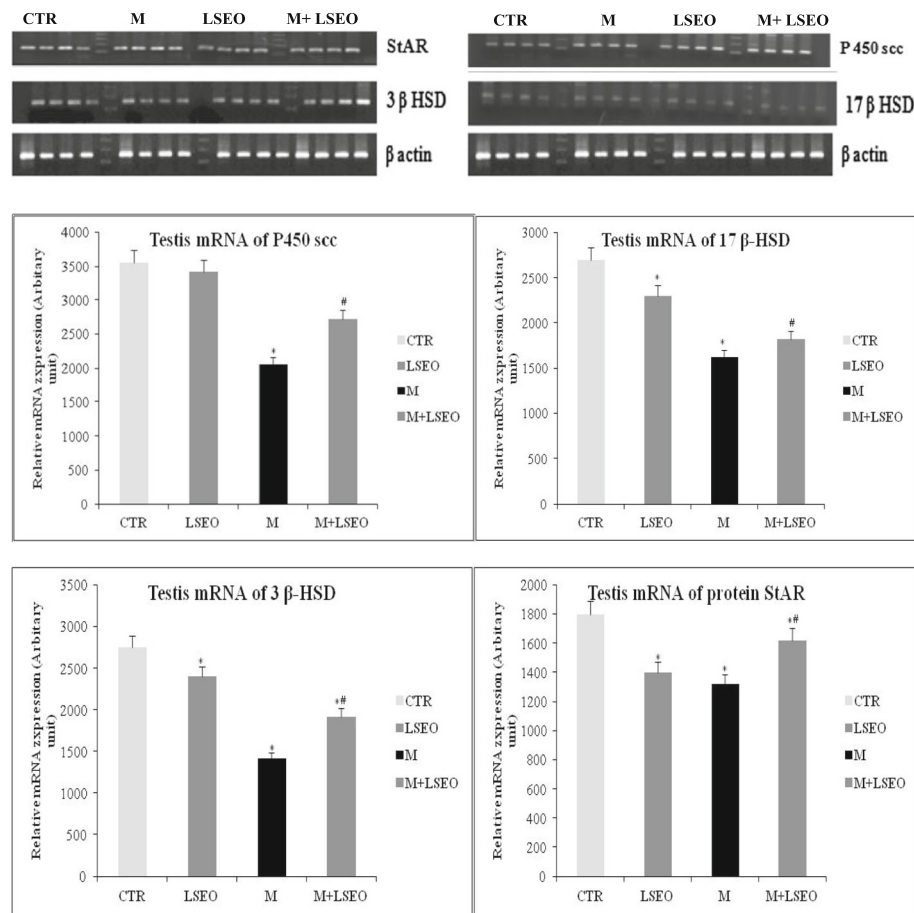 CTR M LSEO M+ LSEO
StAR
3 β HSD
β actin
CTR M LSEO M+ LSEO
P 450 scc
17 β HSD
β actin
Testis mRNA of P450 scc
Relative mRNA zxpression (Arbitary unit)
4000
3500
3000
2500
2000
1500
1000
500
0
*
#
CTR LSEO M M+LSEO
CTR
LSEO
M
M+LSEO
Testis mRNA of 17 β-HSD
Relative mRNA zxpression (Arbitary unit)
3000
2500
2000
1500
1000
500
0
*
*
#
CTR LSEO M M+LSEO
CTR
LSEO
M
M+LSEO
Testis mRNA of 3 β-HSD
Relative mRNA zxpression (Arbitary unit)
3500
3000
2500
2000
1500
1000
500
0
*
*
*#
CTR LSEO M M+LSEO
CTR
LSEO
M
M+LSEO
Testis mRNA of protein StAR
Relative mRNA zxpression (Arbitary unit)
2000
1800
1600
1400
1200
1000
800
600
400
200
0
*
*
*#
CTR LSEO M M+LSEO
CTR
LSEO
M
M+LSEO